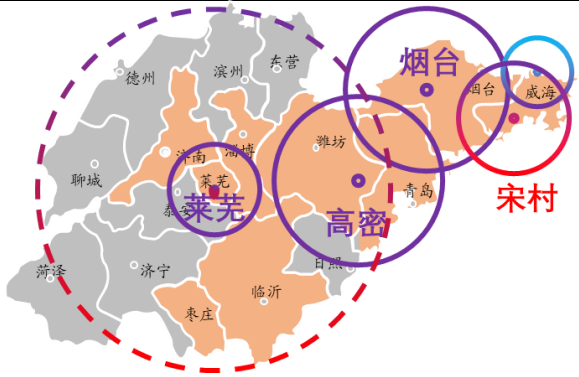 德州
滨州
东营
烟台
烟台
威海
济南
淄博
潍坊
聊城
莱芜
泰安
莱芜
青岛
宋村
高密
菏泽
济宁
日照
临沂
枣庄